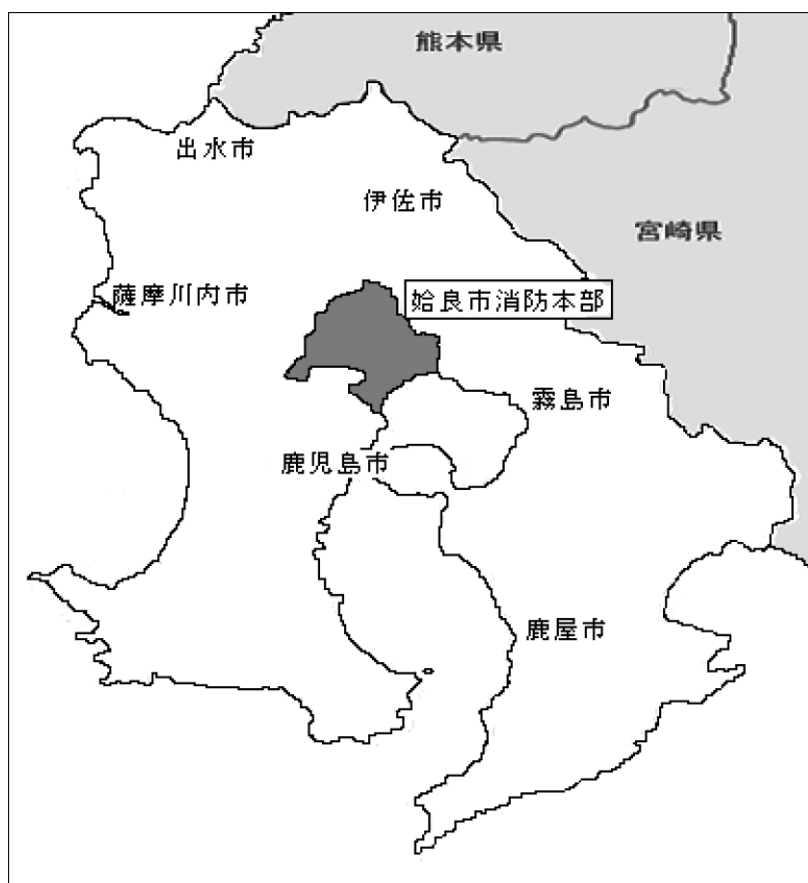 熊本県
出水市
伊佐市
宮崎県
薩摩川内市
姶良市消防本部
霧島市
鹿児島市
鹿屋市